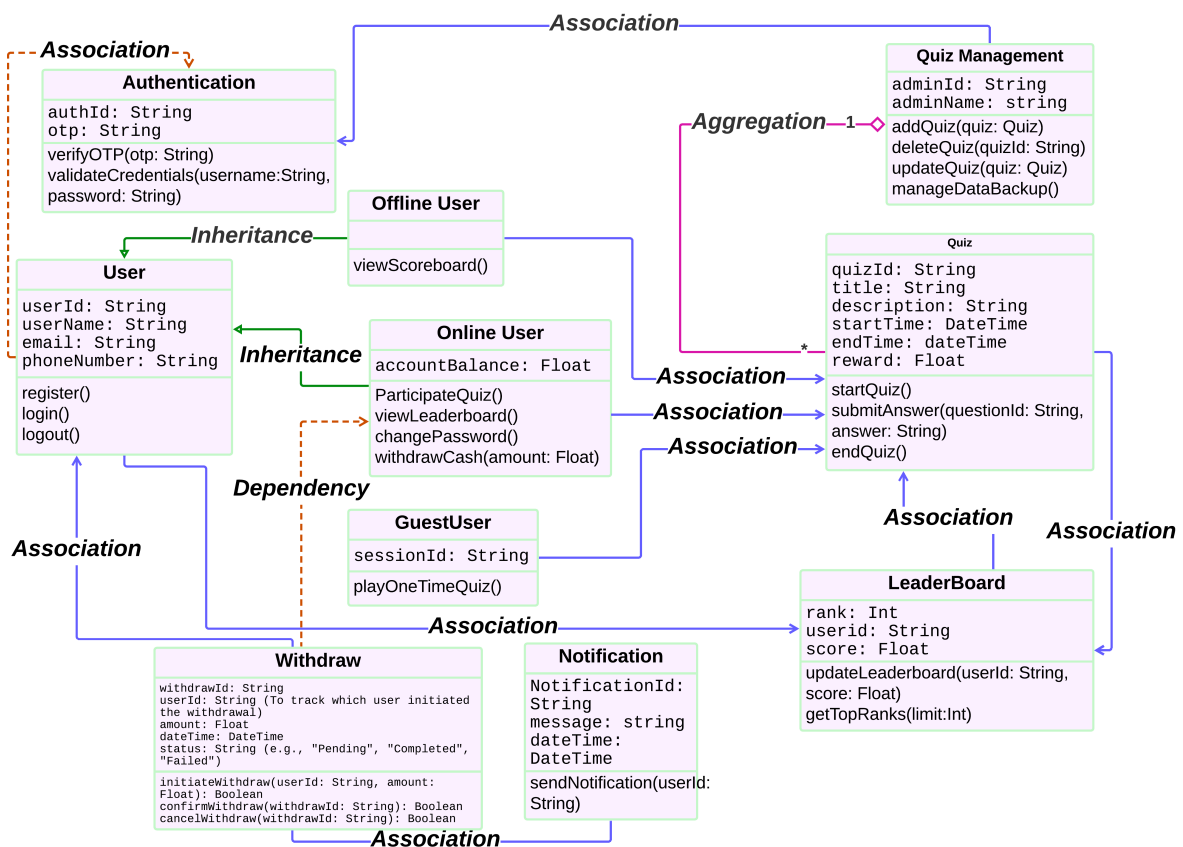 Association
Association
Quiz Management
adminId: String
adminName: string
addQuiz(quiz: Quiz)
deleteQuiz(quizId: String)
updateQuiz(quiz: Quiz)
manageDataBackup()
Authentication
authId: String
otp: String
verifyOTP(otp: String)
validateCredentials(username:String,
password: String)
Aggregation
1
*
Offline User
viewScoreboard()
Inheritance
User
userId: String
userName: String
email: String
phoneNumber: String
register()
login()
logout()
Inheritance
Online User
accountBalance: Float
ParticipateQuiz()
viewLeaderboard()
changePassword()
withdrawCash(amount: Float)
Quiz
quizId: String
title: String
description: String
startTime: DateTime
endTime: dateTime
reward: Float
startQuiz()
submitAnswer(questionId: String,
answer: String)
endQuiz()
Association
Association
Association
Dependency
GuestUser
sessionId: String
playOneTimeQuiz()
Association
Association
Association
Association
LeaderBoard
rank: Int
userid: String
score: Float
updateLeaderboard(userId: String,
score: Float)
getTopRanks(limit:Int)
Withdraw
withdrawId: String
userId: String (To track which user initiated
the withdrawal)
amount: Float
dateTime: DateTime
status: String (e.g., "Pending", "Completed",
"Failed")
initiateWithdraw(userId: String, amount:
Float): Boolean
confirmWithdraw(withdrawId: String): Boolean
cancelWithdraw(withdrawId: String): Boolean
Notification
NotificationId:
String
message: string
dateTime:
DateTime
sendNotification(userId:
String)
Association